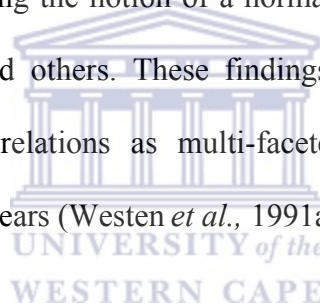 ng the notion of a norma
d others. These findings
relations as multi-facet
ears (Westen et al., 1991a
UNIVERSITY of the
WESTERN CAPE